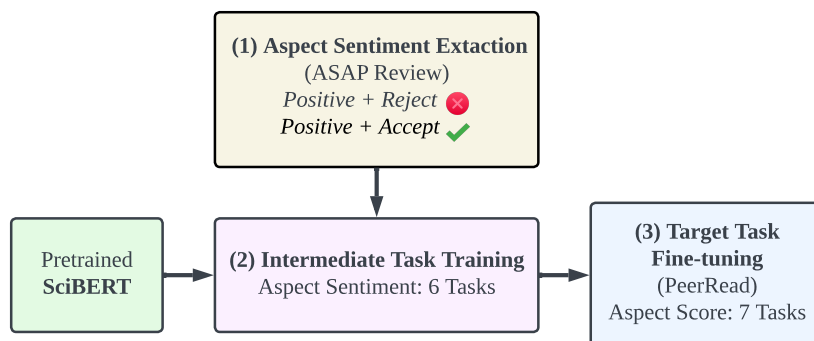 (1) Aspect Sentiment Extaction
(ASAP Review)
Positive + Reject
Positive + Accept
Pretrained
SciBERT
(2) Intermediate Task Training
Aspect Sentiment: 6 Tasks
(3) Target Task
Fine-tuning
(PeerRead)
Aspect Score: 7 Tasks